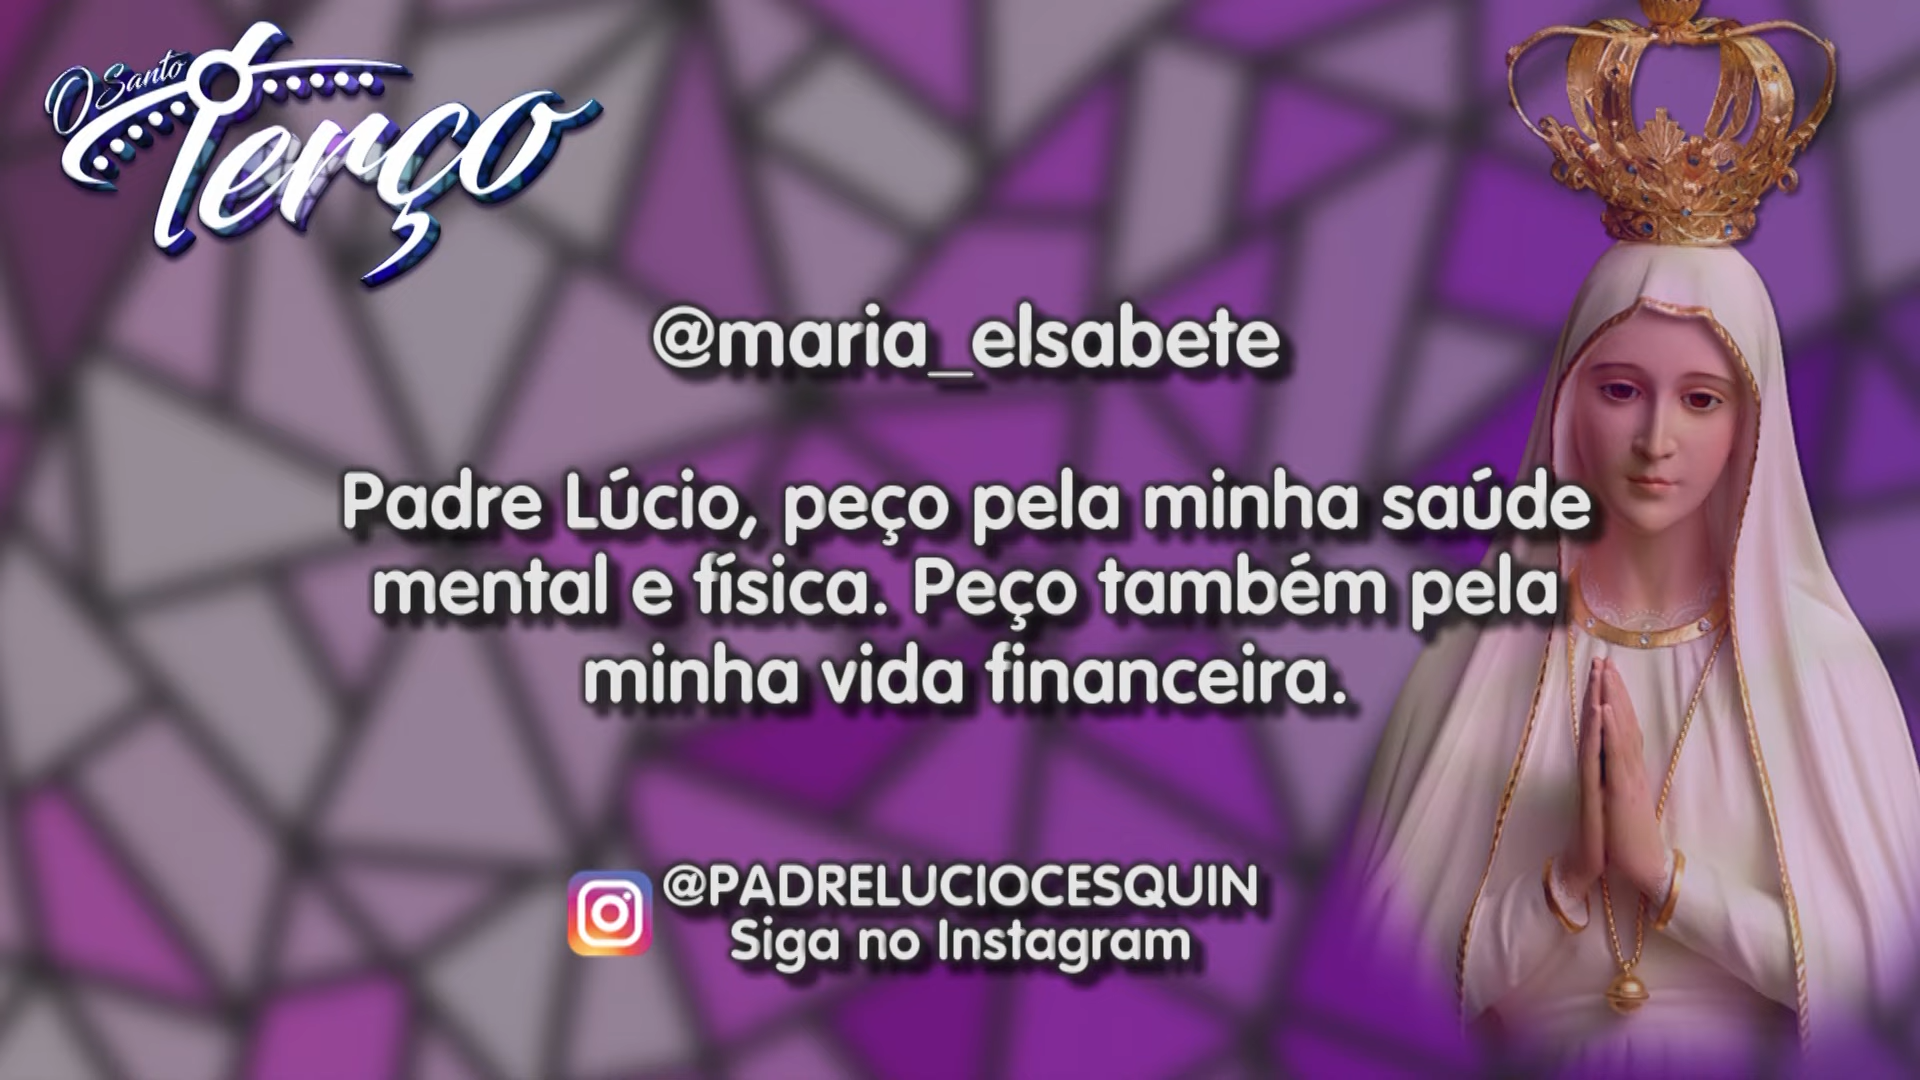 O Santo
Terço
@maria_elsabete
Padre Lúcio, peço pela minha saúde
mental e física. Peço também pela
minha vida financeira.
@PADRELUCIOCESQUIN
Siga no Instagram